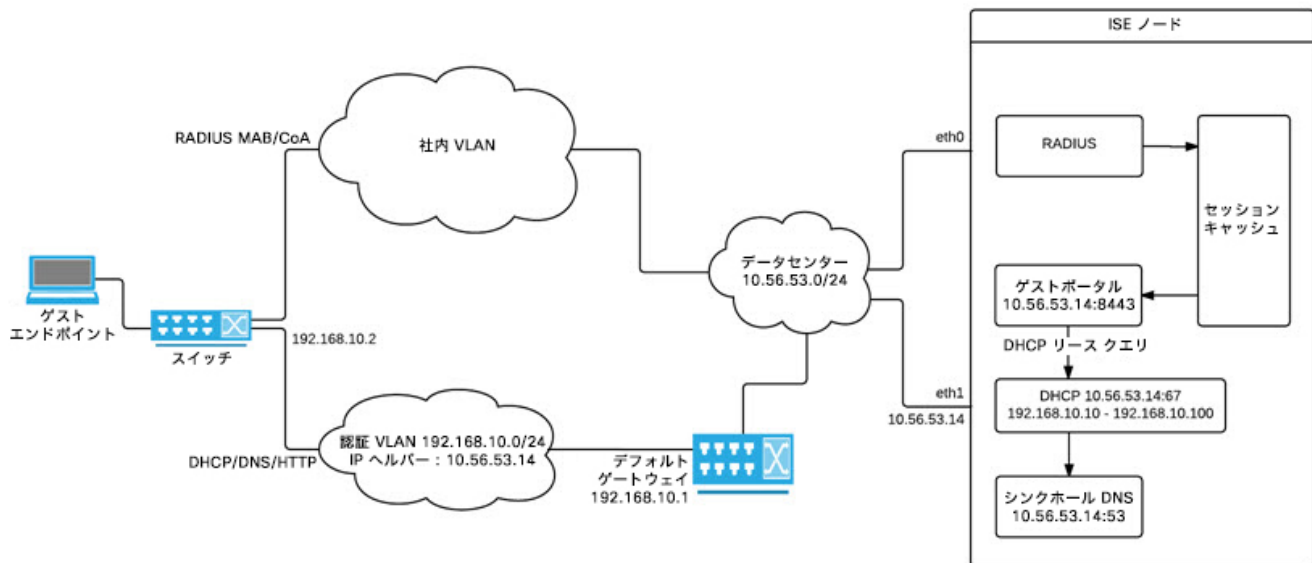 ISE ノード
RADIUS MAB/CoA
社内 VLAN
eth0
RADIUS
セッション
キャッシュ
データセンター
10.56.53.0/24
ゲストポータル
10.56.53.14:8443
ゲスト
エンドポイント
スイッチ
192.168.10.2
DHCP リース クエリ
eth1
10.56.53.14
DHCP 10.56.53.14:67
192.168.10.10 - 192.168.10.100
認証 VLAN 192.168.10.0/24
IP ヘルパー：10.56.53.14
DHCP/DNS/HTTP
デフォルト
ゲートウェイ
192.168.10.1
シンクホール DNS
10.56.53.14:53